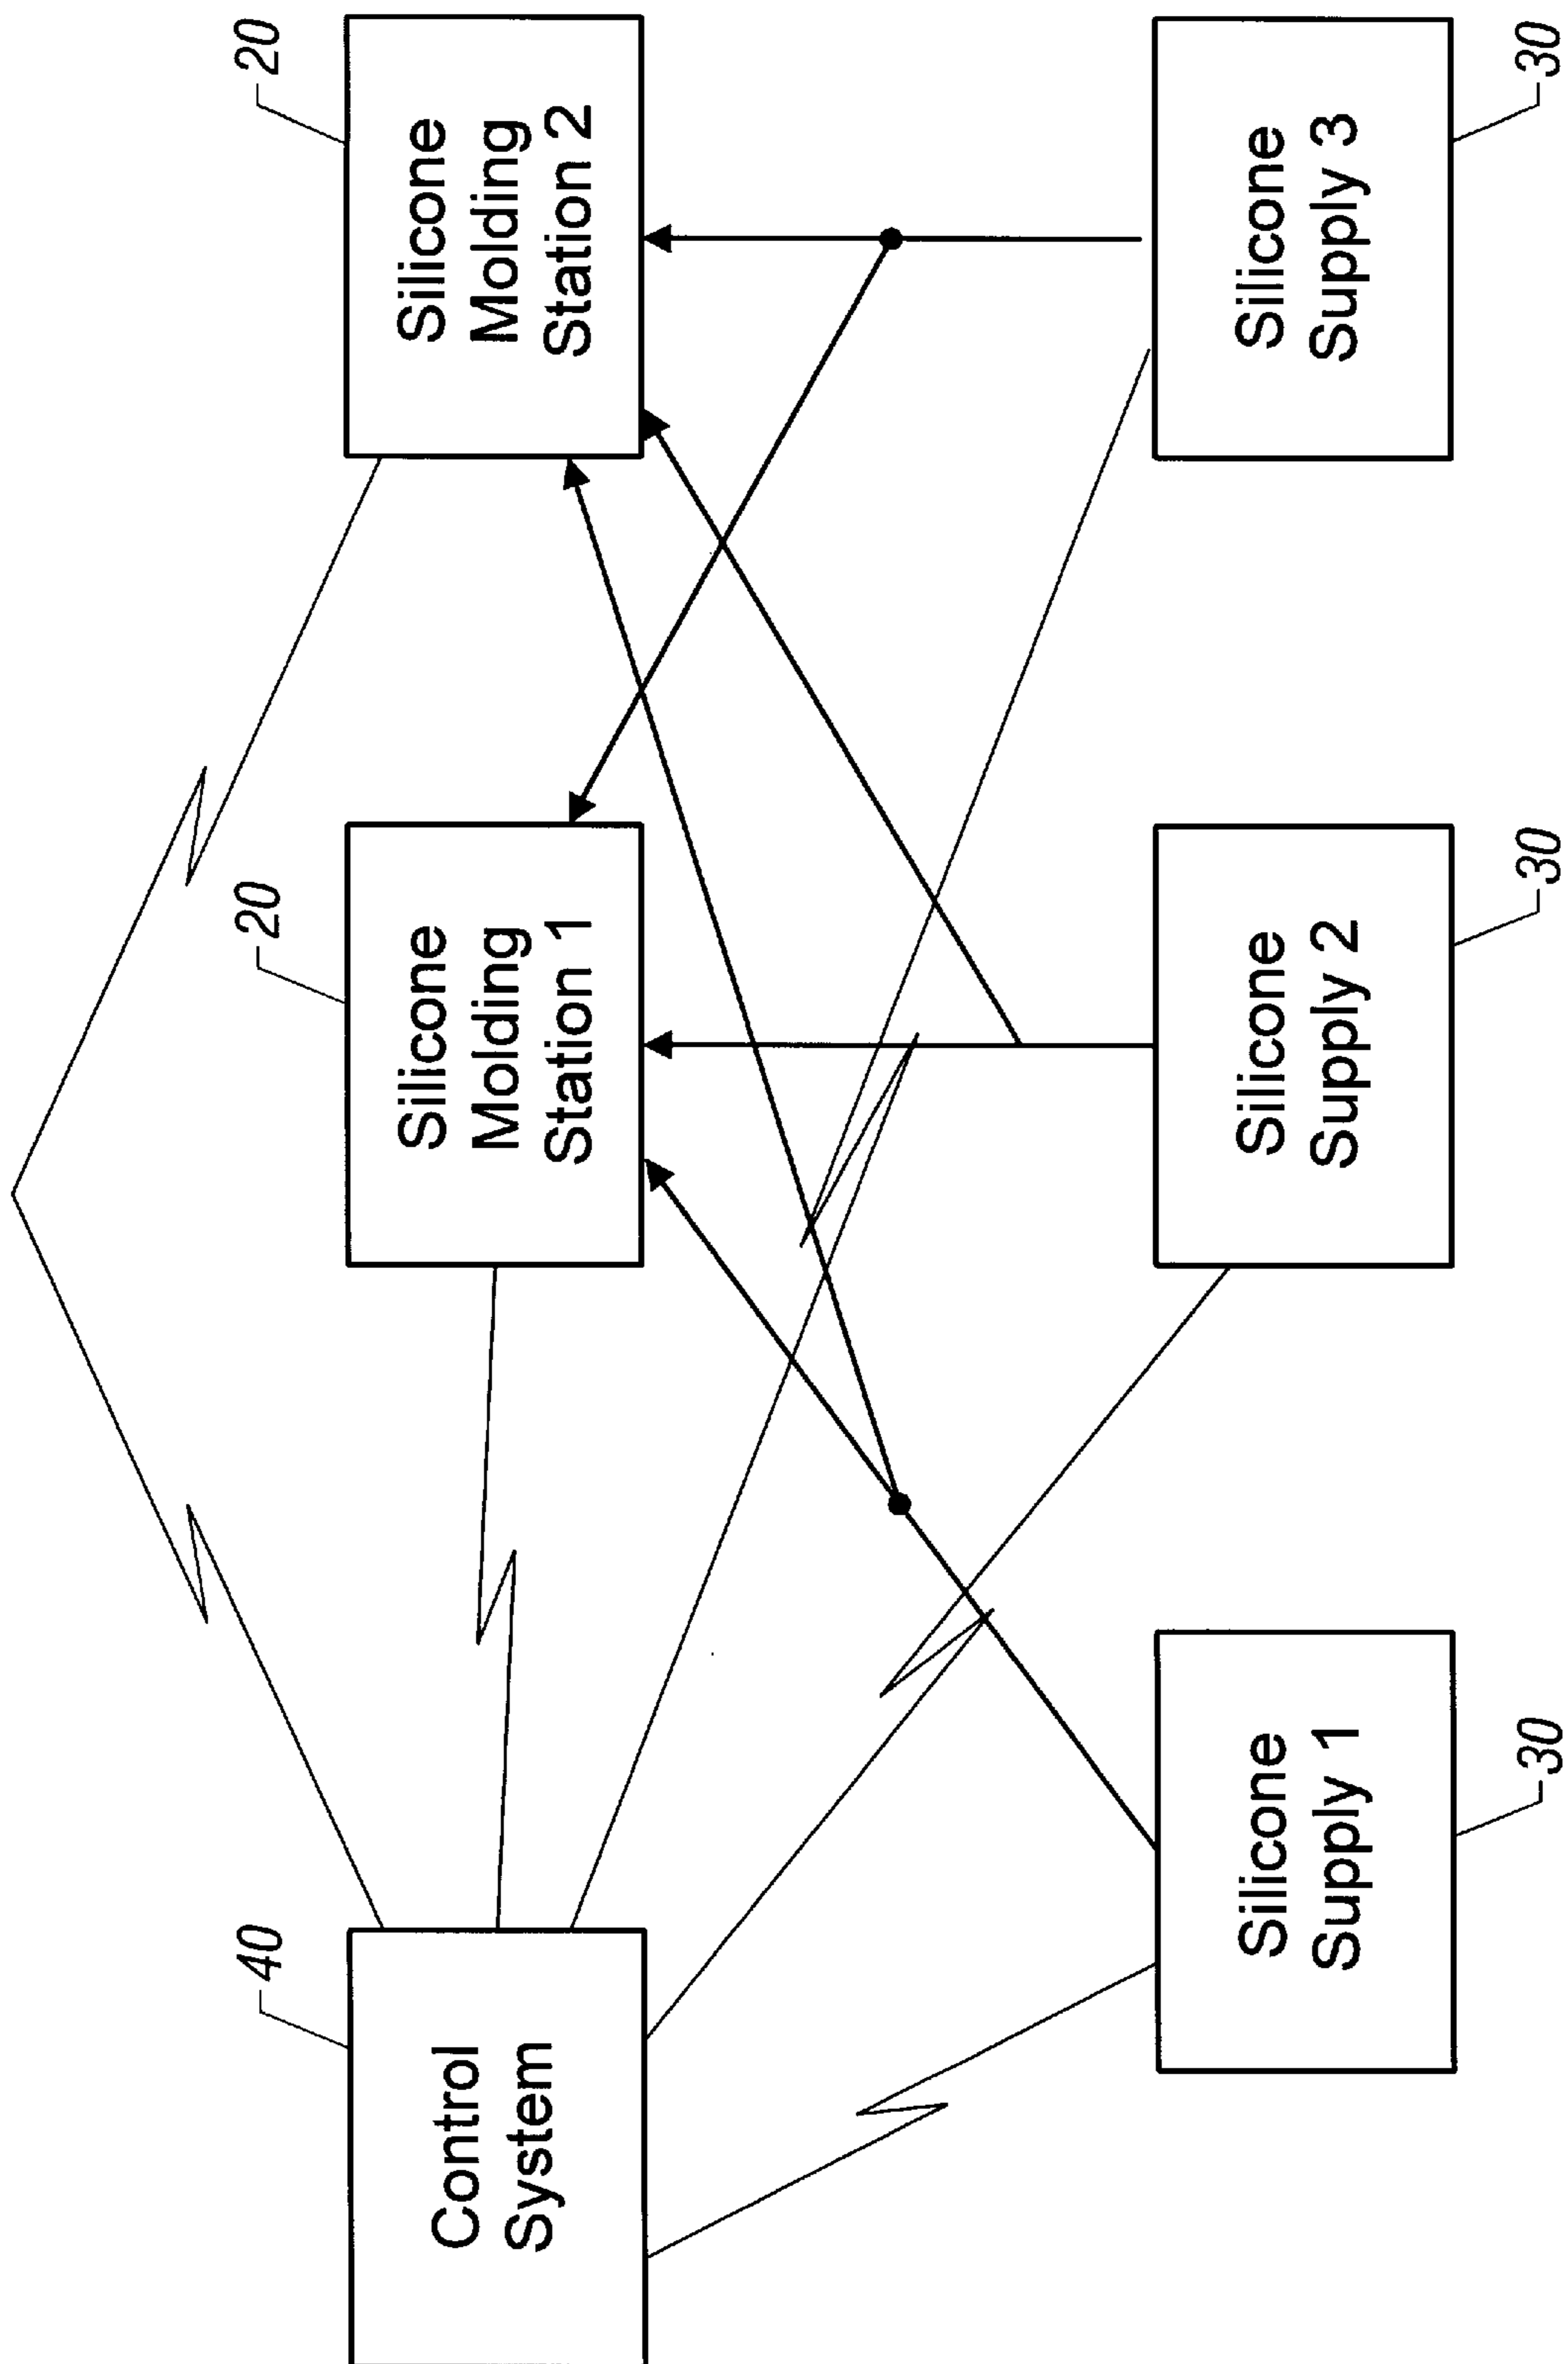 40
Control
System
20
Silicone
Molding
Station 1
20
Silicone
Molding
Station 2
Silicone
Supply 1
30
Silicone
Supply 2
30
Silicone
Supply 3
30